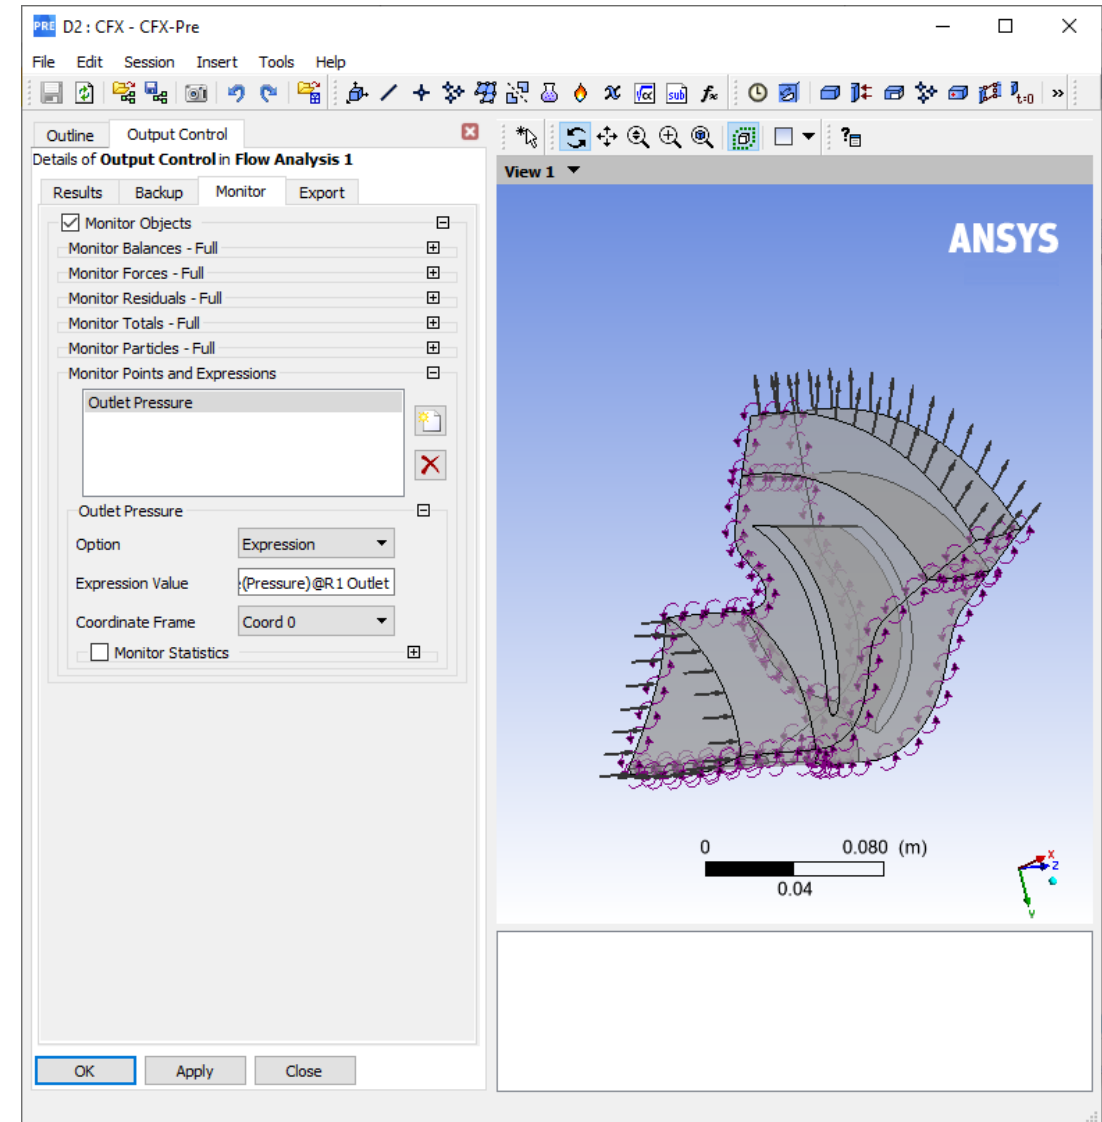 PRE D2 : CFX - CFX-Pre
File Edit Session Insert Tools Help
Outline Output Control
Details of Output Control in Flow Analysis 1
Results Backup Monitor Export
Monitor Objects
Monitor Balances - Full
Monitor Forces - Full
Monitor Residuals - Full
Monitor Totals - Full
Monitor Particles - Full
Monitor Points and Expressions
Outlet Pressure
Outlet Pressure
Option Expression
Expression Value :(Pressure)@R1 Outlet
Coordinate Frame Coord 0
Monitor Statistics
OK Apply Close
View 1
ANSYS
0 0.080 (m)
0.04
X
Z
Y